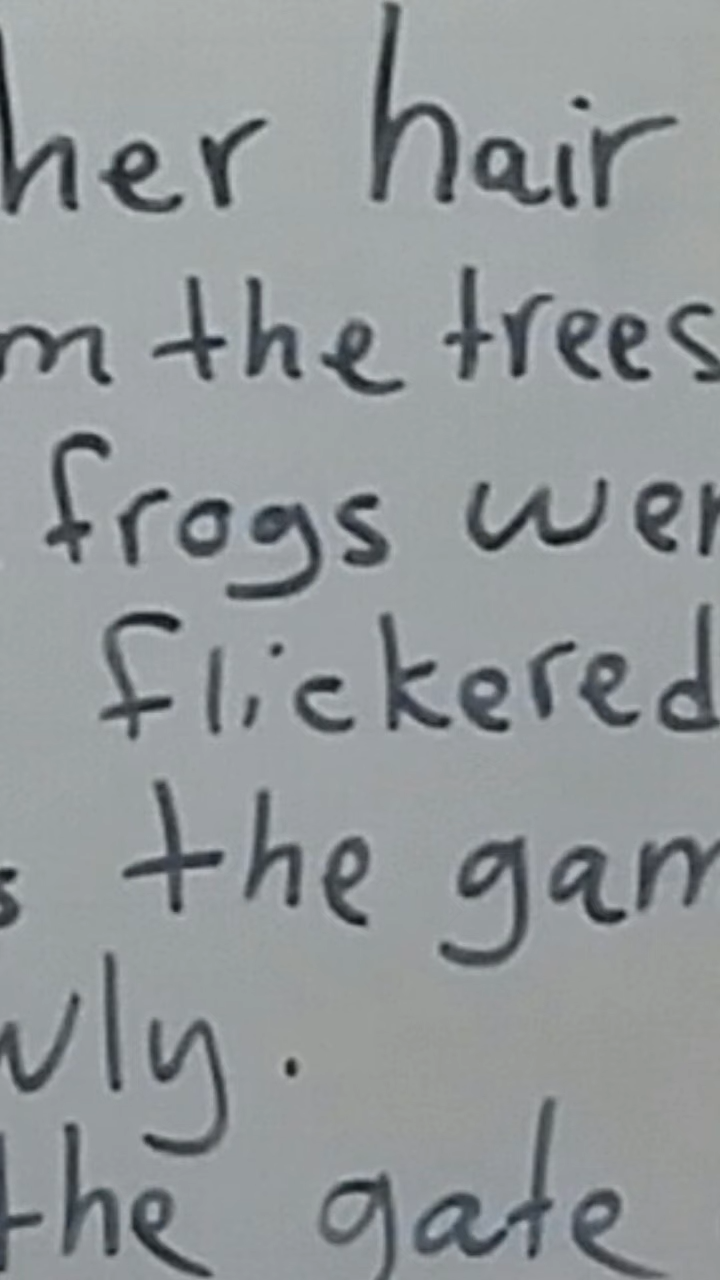 her hair
m the trees
frogs wer
flickered
s the gam
wly.
the gate